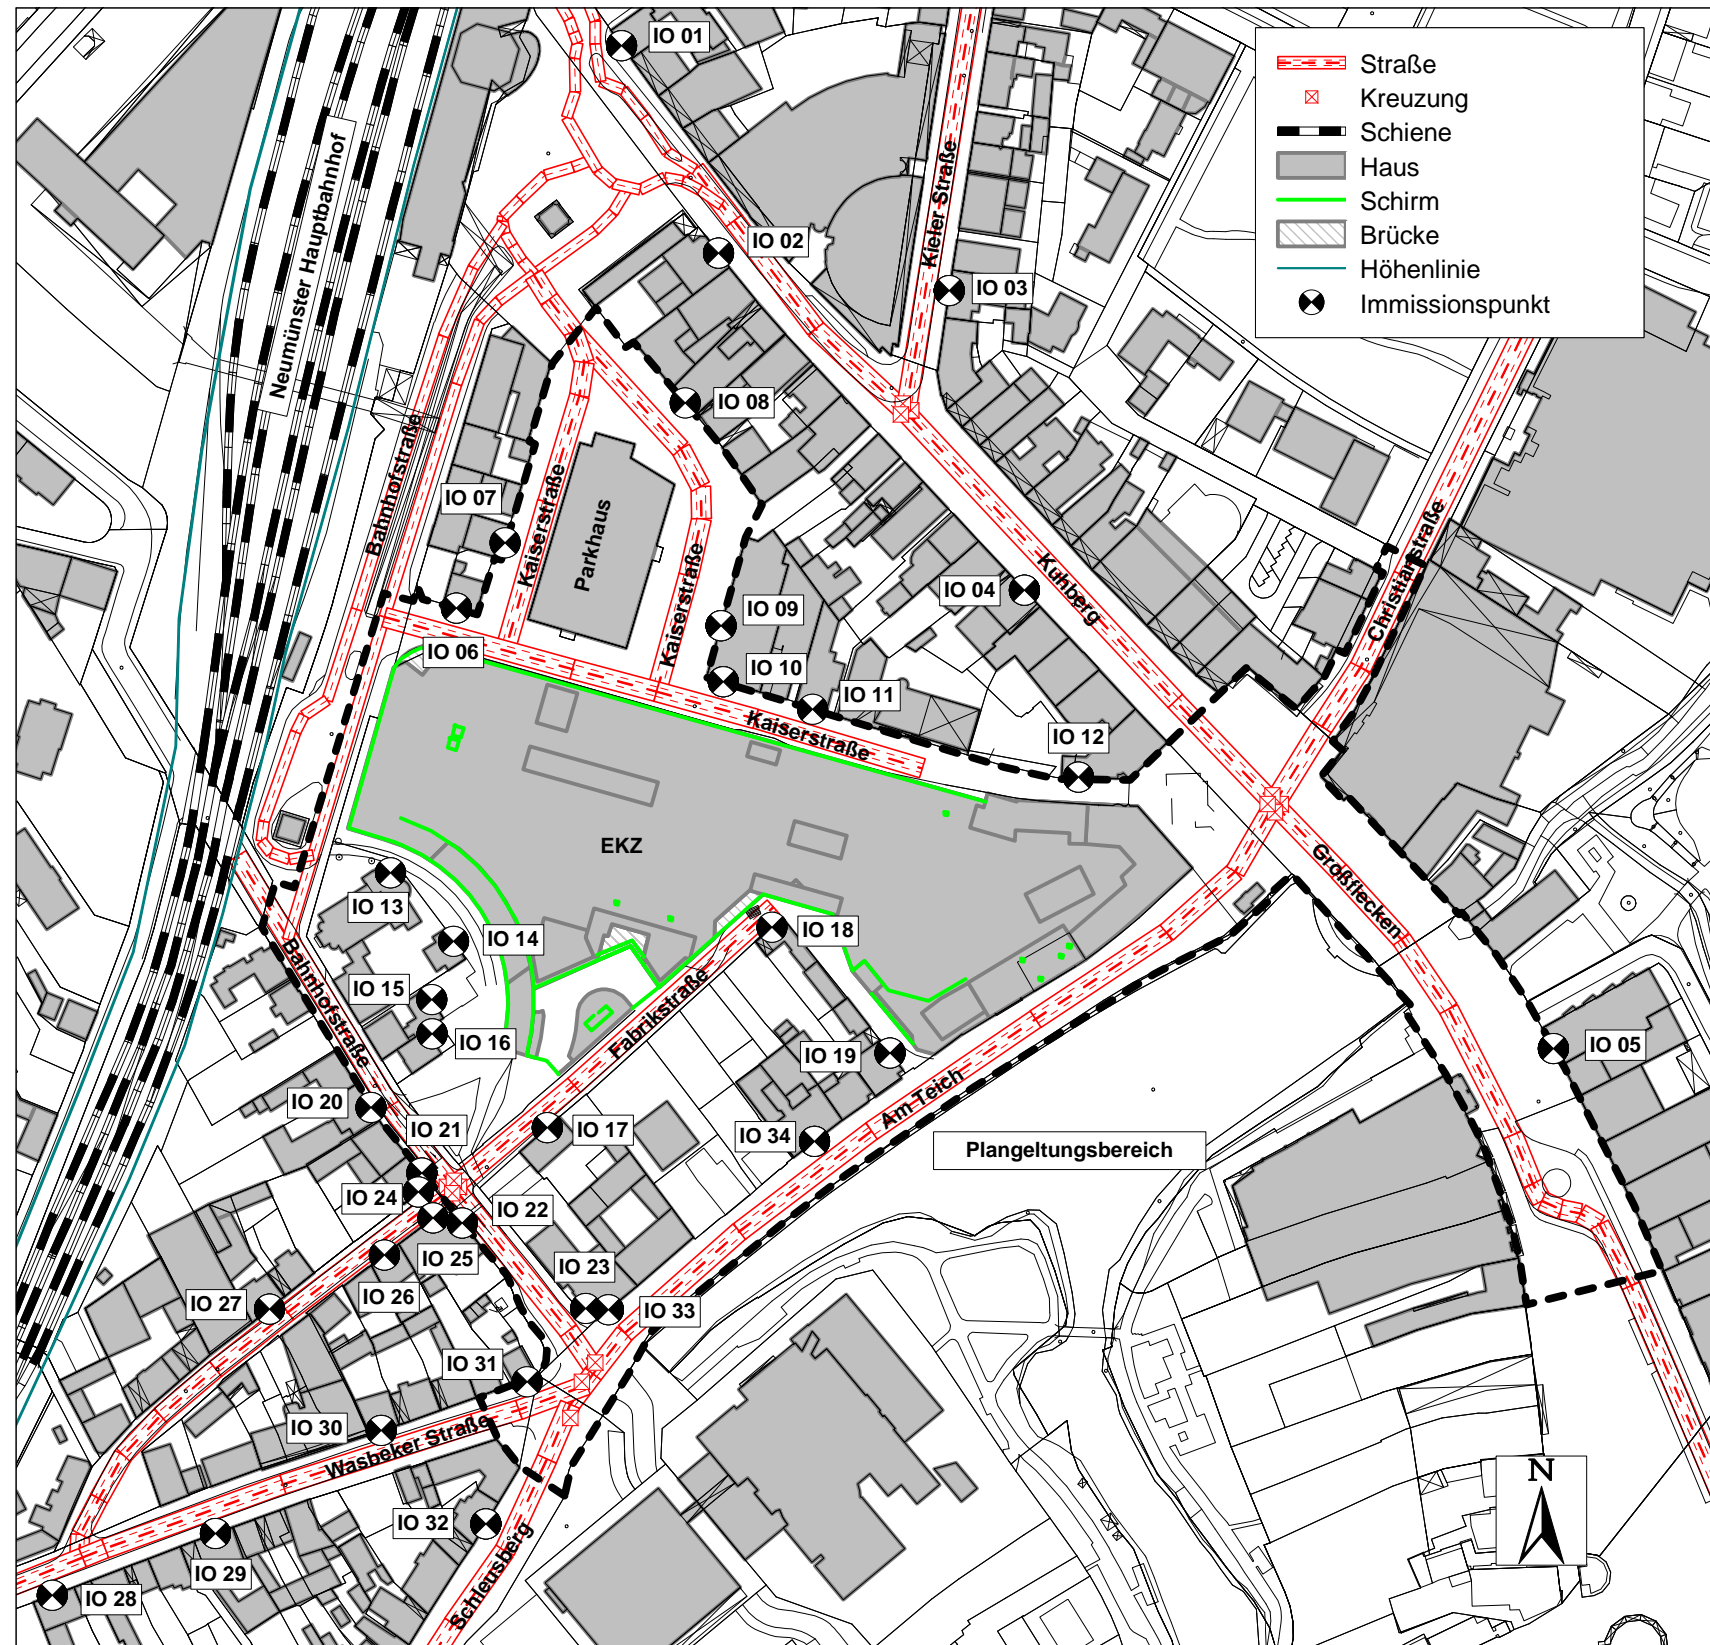 IO 01
Straße
Kreuzung
Schiene
Haus
Schirm
Brücke
Höhenlinie
Immissionspunkt
Neumünster Hauptbahnhof
Kieler Straße
IO 02
IO 03
IO 08
Bahnhofstraße
IO 07
Kaiserstraße
Parkhaus
Kaiserstraße
IO 09
IO 04
Kuhberg
Christianstraße
IO 06
IO 10
IO 11
Kaiserstraße
IO 12
EKZ
Großflecken
IO 13
IO 14
IO 18
Bahnhofstraße
IO 15
IO 16
Fabrikstraße
IO 19
IO 05
Am Teich
IO 20
IO 21
IO 17
IO 34
Plangeltungsbereich
IO 24
IO 22
IO 25
IO 23
IO 26
IO 27
IO 33
IO 31
IO 30
Wasbeker Straße
N
IO 32
Schleusberg
IO 29
IO 28